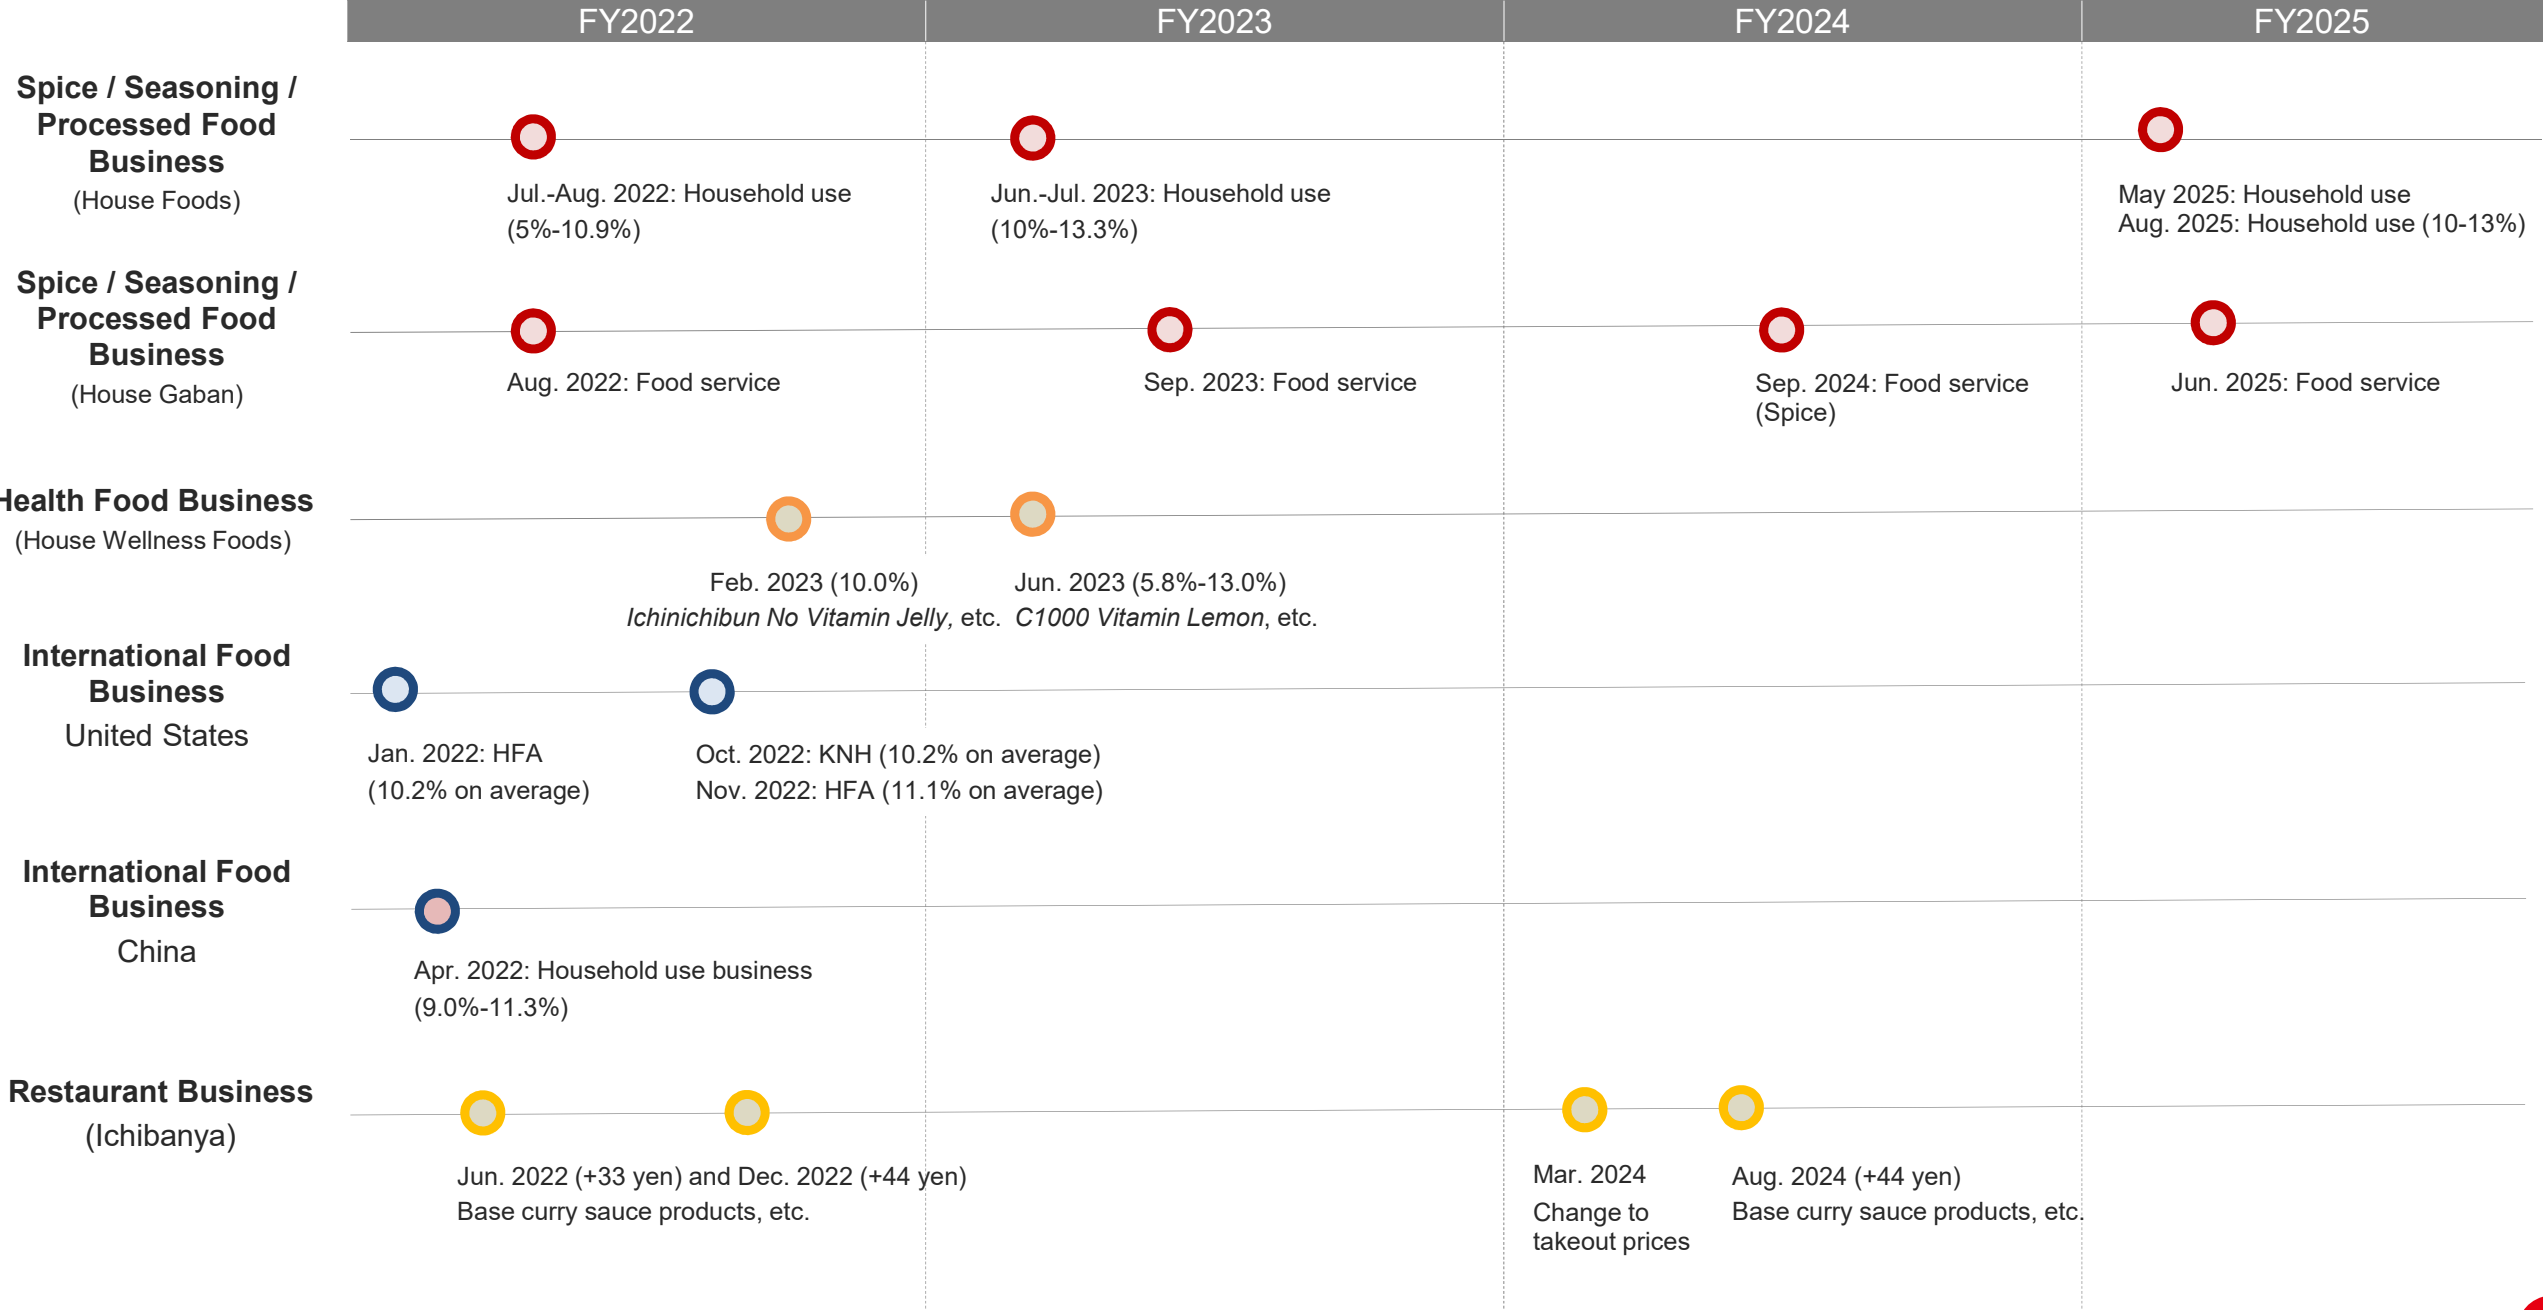 FY2022 FY2023 FY2024 FY2025
Spice / Seasoning /
Processed Food
Business
(House Foods)
Jul.-Aug. 2022: Household use
(5%-10.9%)
Jun.-Jul. 2023: Household use
(10%-13.3%)
May 2025: Household use
Aug. 2025: Household use (10-13%)
Spice / Seasoning /
Processed Food
Business
(House Gaban)
Aug. 2022: Food service
Sep. 2023: Food service
Sep. 2024: Food service
(Spice)
Jun. 2025: Food service
Health Food Business
(House Wellness Foods)
Feb. 2023 (10.0%)
Ichinichibun No Vitamin Jelly, etc.
Jun. 2023 (5.8%-13.0%)
C1000 Vitamin Lemon, etc.
International Food
Business
United States
Jan. 2022: HFA
(10.2% on average)
Oct. 2022: KNH (10.2% on average)
Nov. 2022: HFA (11.1% on average)
International Food
Business
China
Apr. 2022: Household use business
(9.0%-11.3%)
Restaurant Business
(Ichibanya)
Jun. 2022 (+33 yen) and Dec. 2022 (+44 yen)
Base curry sauce products, etc.
Mar. 2024
Change to
takeout prices
Aug. 2024 (+44 yen)
Base curry sauce products, etc.